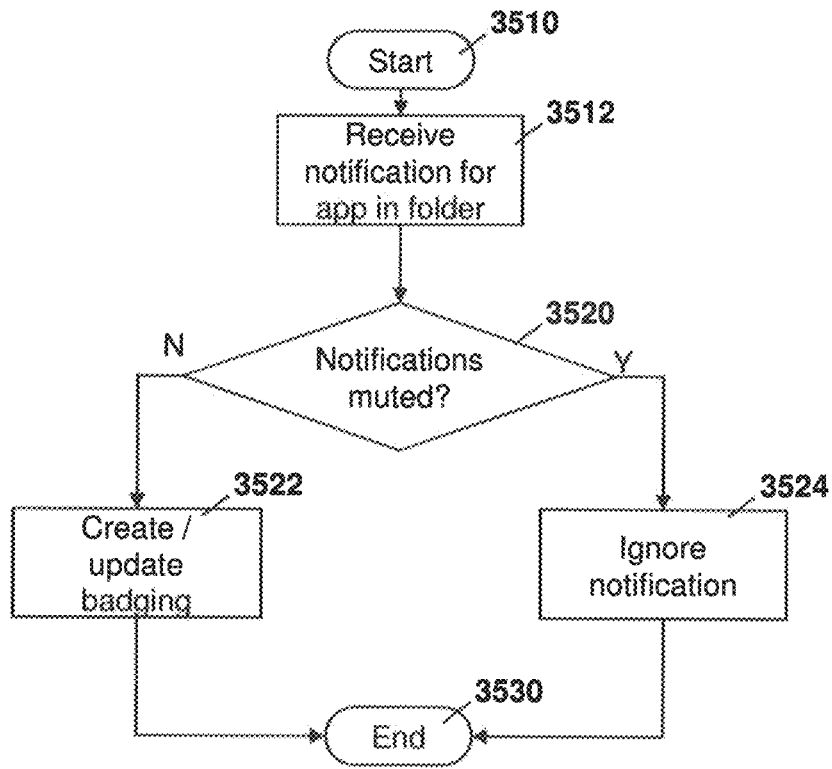 3510
Start
3512
Receive
notification for
app in folder
3520
N
Notifications
muted?
Y
3522
Create /
update
badging
3524
Ignore
notification
3530
End